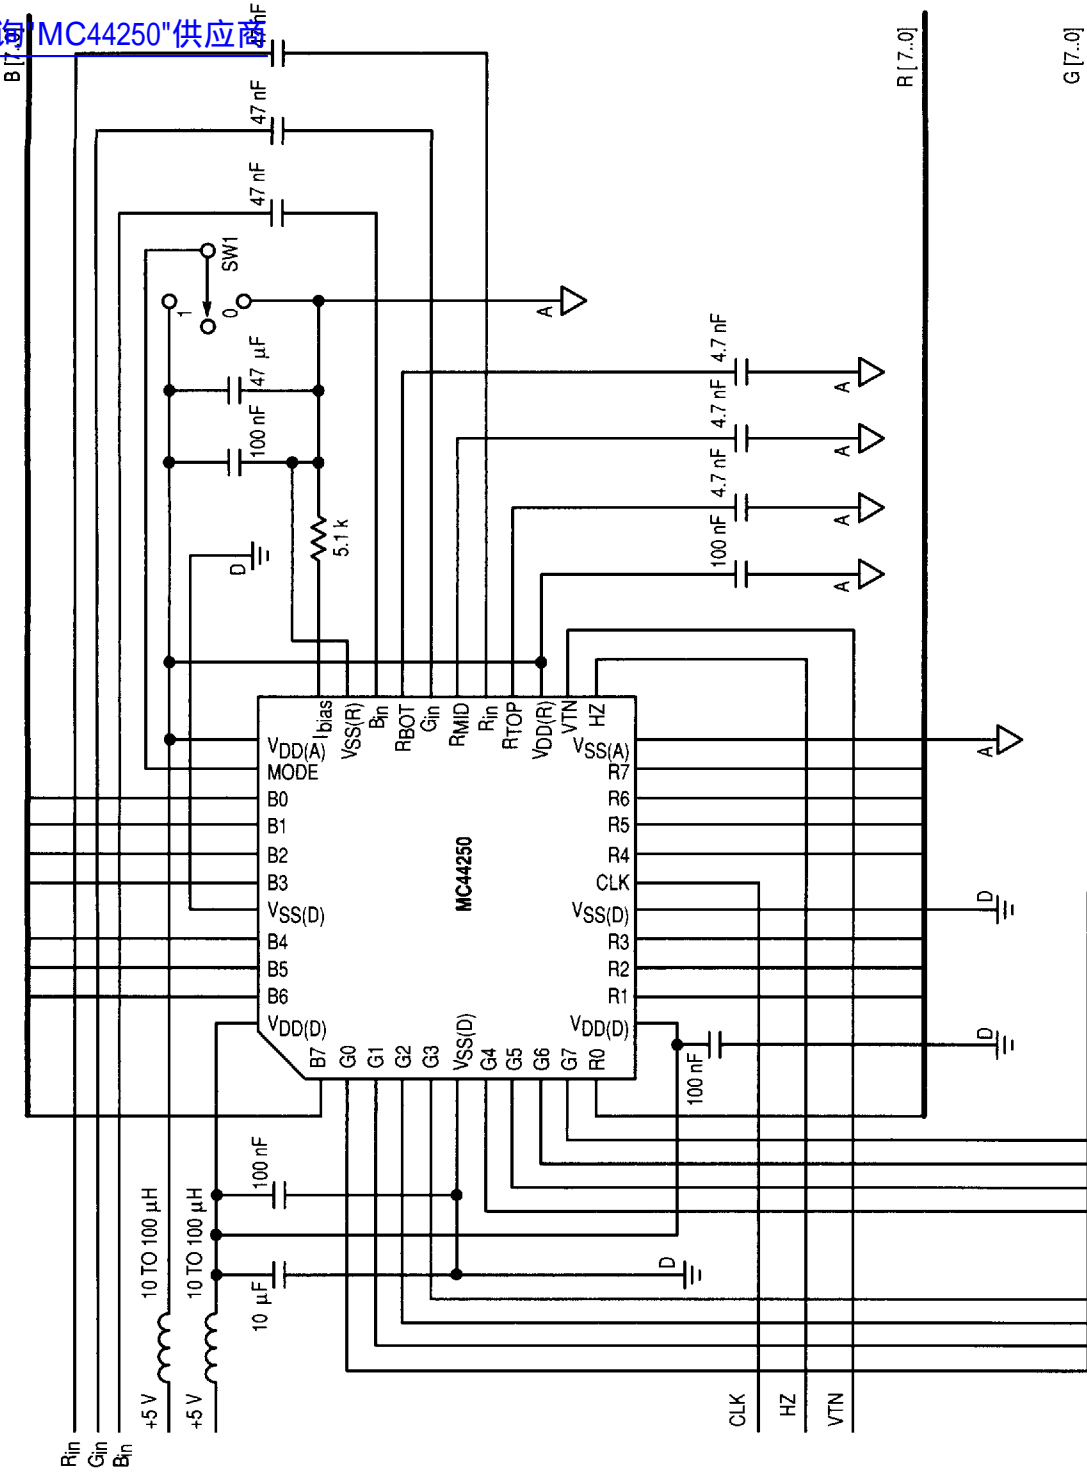 询"MC44250"供应商
B [7..0]
47 nF
R [ 7..0]
G [7..0]
47 nF
47 nF
SW1
1
0
A
47 µF
100 nF
4.7 nF
4.7 nF
4.7 nF
100 nF
A
A
A
A
D
5.1 k
Ibias
VSS(R)
Bin
RBOT
Gin
RMID
Rin
RTOP
VDD(R)
VTN
HZ
VDD(A)
MODE
B0
B1
B2
B3
VSS(D)
B4
B5
B6
VDD(D)
MC44250
VSS(A)
R7
R6
R5
R4
CLK
VSS(D)
R3
R2
R1
VDD(D)
A
D
D
B7
G0
G1
G2
G3
VSS(D)
G4
G5
G6
G7
R0
100 nF
100 nF
10 TO 100 µH
10 TO 100 µH
10 µF
D
+5 V
+5 V
CLK
HZ
VTN
Rin
Gin
Bin